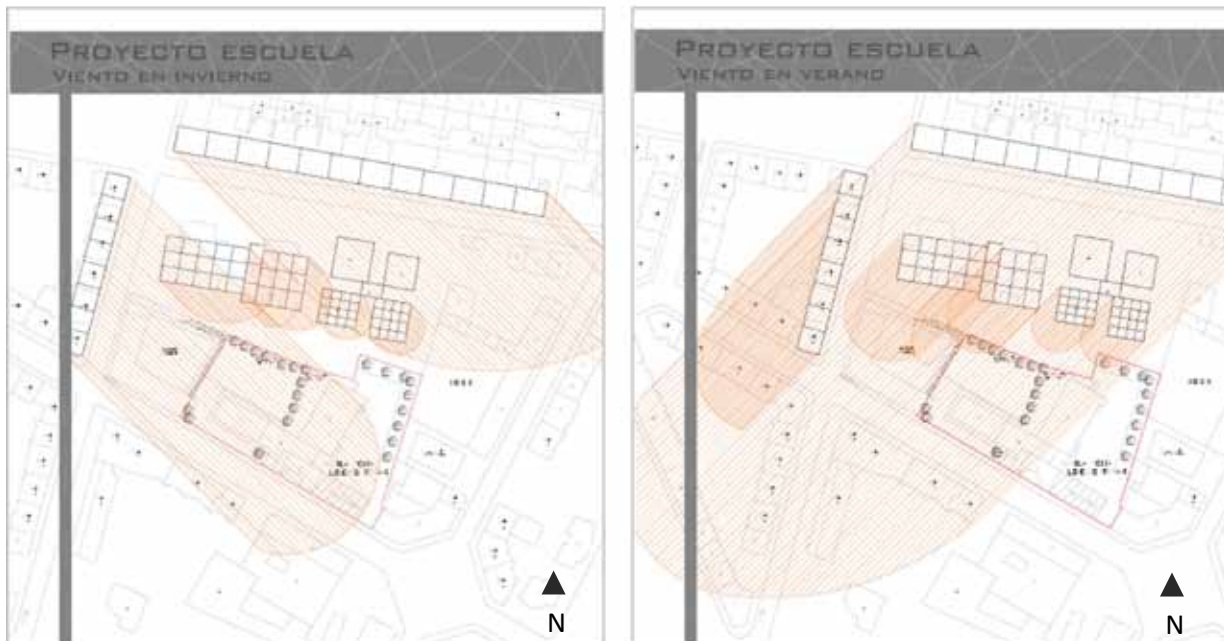 PROYECTO ESCUELA
VIENTO EN INVIERNO
N
PROYECTO ESCUELA
VIENTO EN VERANO
N